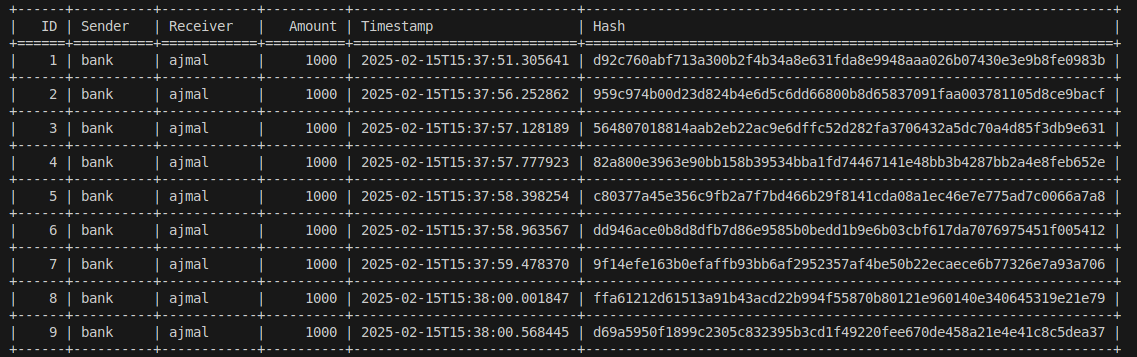 ID | Sender | Receiver | Amount | Timestamp | Hash
1 | bank | ajmal | 1000 | 2025-02-15T15:37:51.305641 | d92c760abf713a300b2f4b34a8e631fda8e9948aaa026b07430e3e9b8fe0983b
2 | bank | ajmal | 1000 | 2025-02-15T15:37:56.252862 | 959c974b00d23d824b4e6d5c6dd66800b8d65837091faa003781105d8ce9bacf
3 | bank | ajmal | 1000 | 2025-02-15T15:37:57.128189 | 564807018814aab2eb22ac9e6dffc52d282fa3706432a5dc70a4d85f3db9e631
4 | bank | ajmal | 1000 | 2025-02-15T15:37:57.777923 | 82a800e3963e90bb158b39534bba1fd74467141e48bb3b4287bb2a4e8feb652e
5 | bank | ajmal | 1000 | 2025-02-15T15:37:58.398254 | c80377a45e356c9fb2a7f7bd466b29f8141cda08a1ec46e7e775ad7c0066a7a8
6 | bank | ajmal | 1000 | 2025-02-15T15:37:58.963567 | dd946ace0b8d8dfb7d86e9585b0bedd1b9e6b03cbf617da7076975451f005412
7 | bank | ajmal | 1000 | 2025-02-15T15:37:59.478370 | 9f14efe163b0efaffb93bb6af2952357af4be50b22ecaece6b77326e7a93a706
8 | bank | ajmal | 1000 | 2025-02-15T15:38:00.001847 | ffa61212d61513a91b43acd22b994f55870b80121e960140e340645319e21e79
9 | bank | ajmal | 1000 | 2025-02-15T15:38:00.568445 | d69a5950f1899c2305c832395b3cd1f49220fee670de458a21e4e41c8c5dea37